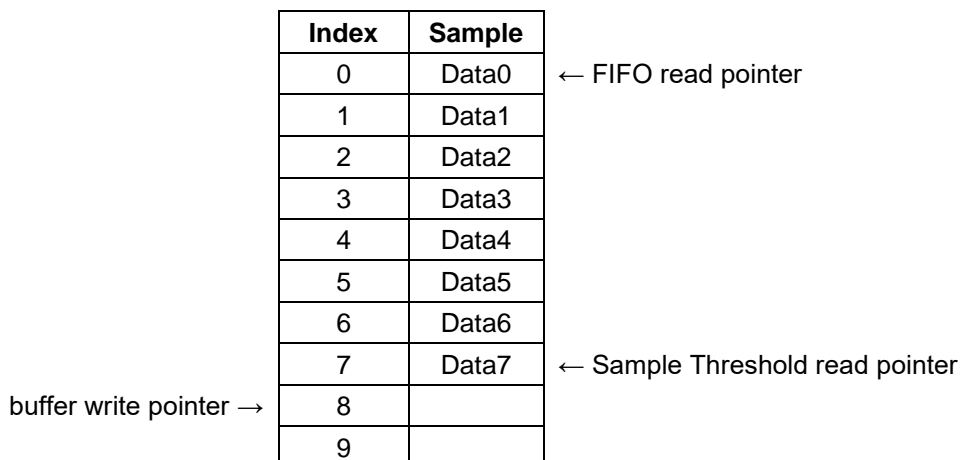 Index Sample
0 Data0 ← FIFO read pointer
1 Data1
2 Data2
3 Data3
4 Data4
5 Data5
6 Data6
7 Data7 ← Sample Threshold read pointer
buffer write pointer → 8
9